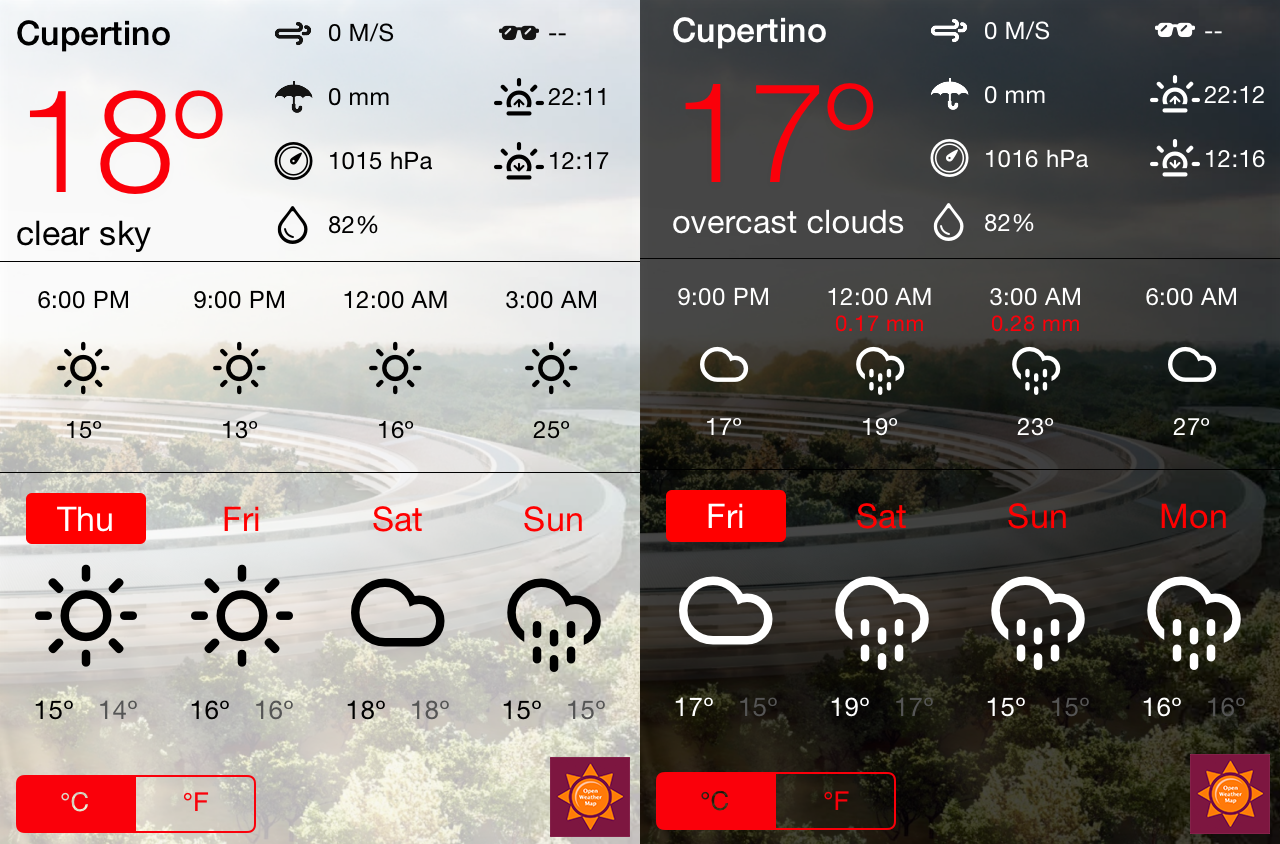 Cupertino
0 M/S
--
18°
0 mm
22:11
1015 hPa
12:17
clear sky
82%
6:00 PM 9:00 PM 12:00 AM 3:00 AM
15° 13° 16° 25°
Thu Fri Sat Sun
15° 14° 16° 16° 18° 18° 15° 15°
°C °F
Open
Weather
Map
Cupertino
0 M/S
--
17°
0 mm
22:12
1016 hPa
12:16
overcast clouds
82%
9:00 PM 12:00 AM 3:00 AM 6:00 AM
0.17 mm 0.28 mm
17° 19° 23° 27°
Fri Sat Sun Mon
17° 15° 19° 17° 15° 15° 16° 16°
°C °F
Open
Weather
Map